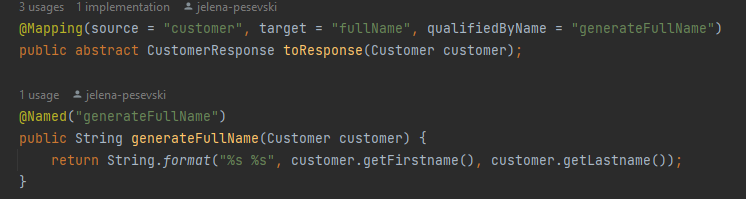 3 usages 1 implementation jelena-pesevski
@Mapping(source = "customer", target = "fullName", qualifiedByName = "generateFullName")
public abstract CustomerResponse toResponse(Customer customer);
1 usage jelena-pesevski
@Named("generateFullName")
public String generateFullName(Customer customer) {
    return String.format("%s %s", customer.getFirstname(), customer.getLastname());
}